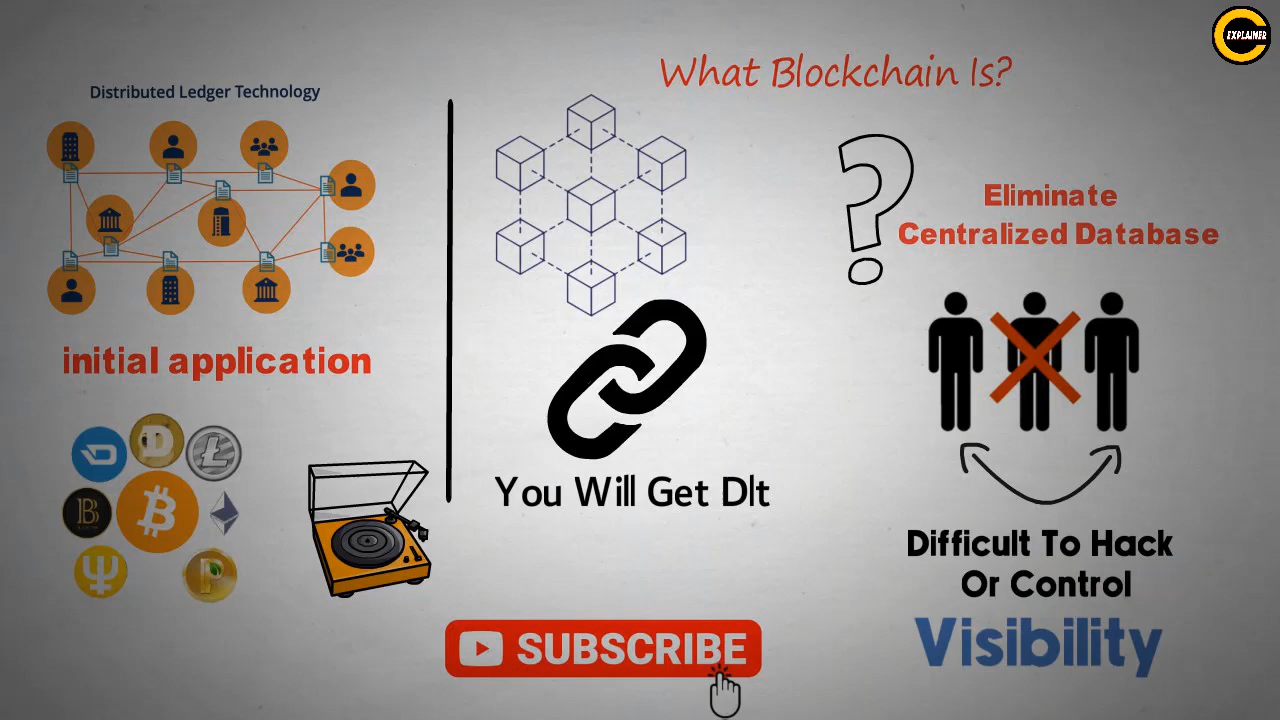 EXPLAINER
What Blockchain Is?
Distributed Ledger Technology
Eliminate
Centralized Database
initial application
You Will Get Dlt
Difficult To Hack
Or Control
Visibility
SUBSCRIBE